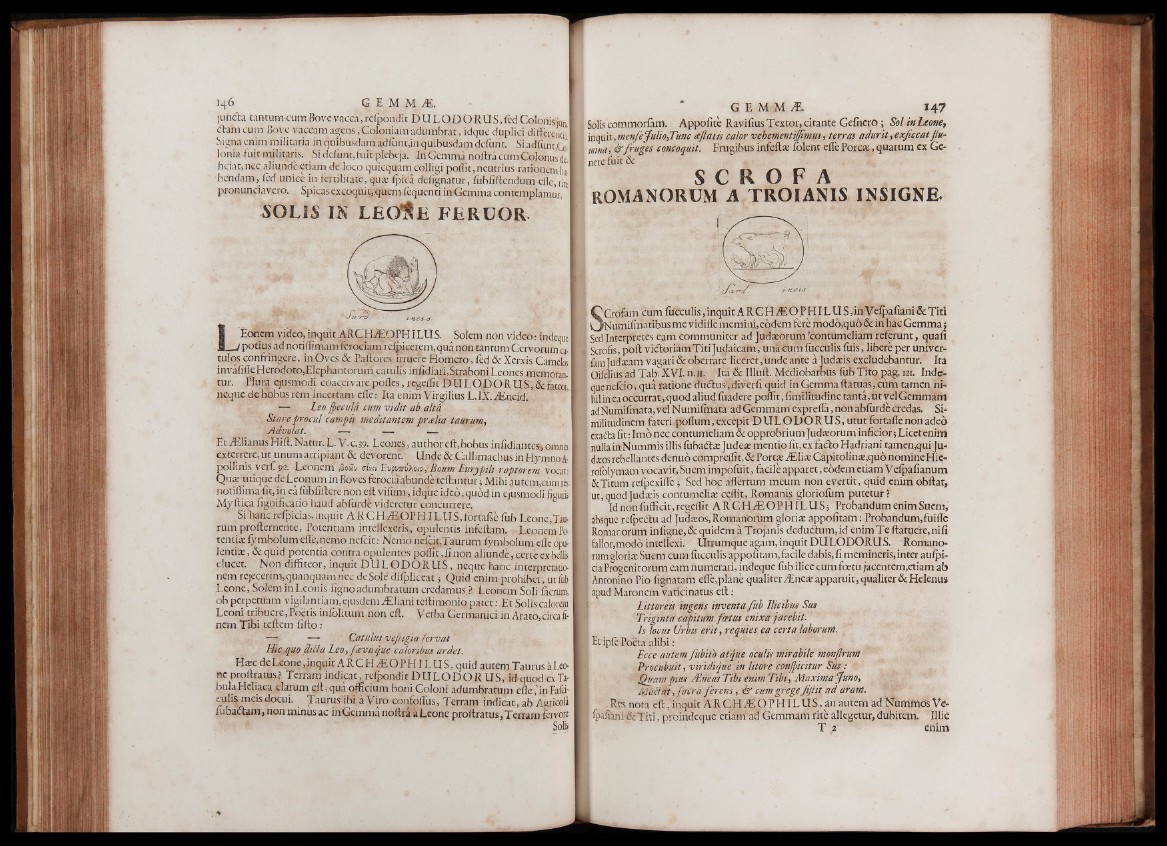 146 GEMMÆ.
juncta tantum cum Bove vacca, respondit DULODORUS, sed Colonis jun-
ctam cum Bove vaccam agens, Coloniam adumbrat, idque duplici differentia.
Signa enim militaria in quibusdam adsunt, in quibusdam desunt. Si adsunt, Co-
lonia fuit militaris. Si desunt, fuit plebeja. In Gemma nostra cum Colonus de-
ficiat, nec aliundè etiam de loco quicquam colligi possit, neutrius rationem ha-
bendam, sed unicè in fertilitate, quæ spicâ designatur, subsistendum esse,
pronunciavero. Spicas excoquit, quem sequenti in Gemma contemplamur,
SOLIS IN LEONE FERUOR.
Sard incis.
LEonem video, inquit ARCHÆOPHILUS. Solem non video: indeque
potius ad notissimam ferociam respicerem, quâ non tantum Cervorum ca-
tulos confringere, in Oves & Pastores irruere Homero, sed & Xerxis Camelos
invasisse Herodoto, Elephantorum catulis insidiari, Straboni Leones memoran-
tur. Plura ejusmodi coacervare posses, regessit DULODORUS, & fateor,
neque de bobus rem incertam esse: Ita enim Virgilius L. IX. Æneid.
— Leo speculâ cum vidit ab altâ
Stare procul campis meditantem prælia taurum,
Advolat. — — —
Et Ælianus Hist. Natur. L. V. c. 39. Leones, author est, bobus insidiantes, omnia
exterrere, ut unum arripiant & devorent. Unde & Callimachus in Hymno A-
pollinis vers. 92. Leonem βοῶν Boum Eurypili raptorem vocat:
Quæ utique de Leonum in Boves ferocia abunde testantur; Mihi autem, cum
notissima sit, in eâ subsistere non est visum, idque ideò, quòd in ejusmodi figuris
Mystica significatio haud absurdè videretur concurrere.
Si hanc respicias, inquit ARCHÆOPHILUS, fortasse sub Leone, Tau-
rum prosternente, Potentiam intellexeris, opulentis infestam. Leonem Po-
tentiæ symbolum esse, nemo nescit: Nemo nescit, Taurum symbolum esse opu-
lentiæ, & quid potentia contra opulentes possit, si non aliunde, certè ex bellis
elucet. Non diffiteor, inquit DULODORUS, neque hanc interpretatio-
nem rejecerim, quanquam nec de Sole displiceat; Quid enim prohibet, ut sub
Leone, Solem in Leonis signo adumbratum credamus? Leonem Soli sacrum,
ob perpetuam vigilantiam, ejusdem Æliani testimonio patet: Et Solis calorem
Leoni tribuere, Poëtis insolitum non est. Verba Germanici in Arato, circa fi-
nem Tibi testem sisto:
— — Catulus vestigia servat
Hic quo dicta Leo, sævuque caloribus ardet.
Hæc de Leone, inquit ARCHÆOPHILUS, quid autem Taurus à Leo-
ne prostratus? Terram indicat, respondit DULODORUS, id quod ex Ta-
bula Heliaca clarum est, quâ officium boni Coloni adumbratum esse, in Fasci-
culis meis docui. Taurus ibi à Viro confossus, Terram indicat, ab Agricolâ
subactam, non minùs ac in Gemmâ nostrâ à Leone prostratus, Terram fervore
Solis
GEMMÆ. 147
Solis commorsam. Appositè Ravisius Textor, citante Gesnero; Sol in Leone,
inquit, mense Julio, Tunc æstatis calor vehementissimus, terras adurit, exsiccat flu-
mina, & fruges concoquit. Frugibus infestæ solent esse Porcæ, quatum ex Ge-
nere fuit &
SCROFA
ROMANORUM A TROIANIS INSIGNE.
Sard incis
SCrofam cum succulis, inquit ARCHÆOPHILUS, in Vespasiani & Titi
Numismatibus me vidisse memini, eòdem ferè modò, quô & in hac Gemma;
Sed Interpretes eam communiter ad Judæorum contumeliam referunt, quasi
Scrofis, post victoriam Titi Judaicam, unà cum succulis suis, liberè per univer-
sam Judæam vagari & oberrare liceret, unde ante à Judæis excludebantur. Ita
Oiselius ad Tab. XVI. n. 11. Ita & Illust. Mediobarbus sub Tito pag. 121. Inde-
que nescio, quâ ratione ductus, diversi quid in Gemma statuas, cùm tamen ni-
hil in ea occurrat, quod aliud suadere possit, similitudine tantâ, ut vel Gemmam
ad Numismata, vel Numismata ad Gemmam expressa, non absurdè credas. Si-
militudinem fateri possum, excepit DULODORUS, utut fortasse non adeò
exacta sit: Imò nec contumeliam & opprobrium Judæorum inficior; Licet enim
nulla in Nummis illis subactæ Judeæ mentio fit, ex facto Hadriani tamen, qui Ju-
dæos rebellantes denuò compressit, & Portæ Æliæ Capitolinæ, quò nomine Hie-
rosolymam vocavit, Suem imposuit, facilè apparet, eòdem etiam Vespasianum
& Titum respexisse; Sed hoc assertum meum non evertit, quid enim obstat,
ut, quod Judæis contumeliæ cessit, Romanis gloriosum putetur?
Id non sufficit, regessit ARCHÆOPHILUS; Probandum enim Suem,
absque respectu ad Judæos, Romanorum gloriæ appositam: Probandum, fuisse
Romanorum insigne, & quidem à Trojanis deductum, id enim Te statuere, nisi
fallor, modò intellexi. Utrumque agam, inquit DULODORUS. Romano-
rum gloriæ Suem cum succulis appositam, facile dabis, si memineris, inter auspi-
cia Progenitorum eam numerari, indeque sub ilice cum fœtu jacentem, etiam ab
Antonino Pio signatam esse, planè qualiter Æneæ apparuit, qualiter & Helenus
apud Maronem vaticinatus est:
Littoreis ingens inventa sub Ilicibus Sus
Triginta capitum fœtus enixa jacebit.
Is locus Urbis erit, requies ea certa laborum.
Et ipse Poëta alibi:
Ecce autem subitò atque oculis mirabile monstrum
Procubuit, viridique in litore conspicitur Sus:
Quam pius Æneas Tibi enim Tibi, Maxima Juno,
Mactat, sacra ferens, & cum grege sistit ad aram.
Res nota est, inquit ARCHÆOPHILUS, an autem ad Nummos Ve-
spasiani & Titi, proindeque etiam ad Gemmam ritè allegetur, dubitem. Illic
T 2 enim